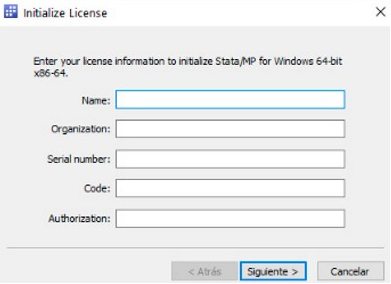 Initialize License
Enter your license information to initialize Stata/MP for Windows 64-bit
x86-64.
Name:
Organization:
Serial number:
Code:
Authorization:
< Atrás
Siguiente >
Cancelar